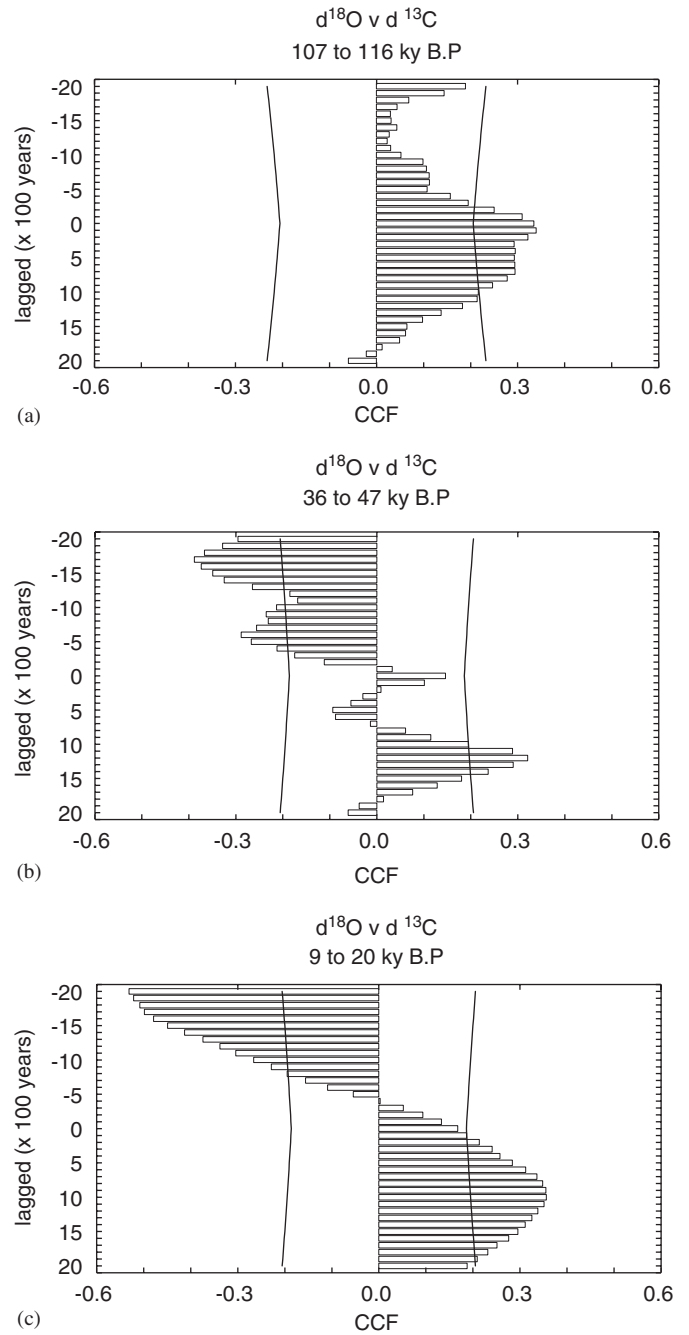 d18O v d 13C
107 to 116 ky B.P
lagged (x 100 years)
-20
-15
-10
-5
0
5
10
15
20
-0.6 -0.3 0.0 0.3 0.6
(a)
CCF
d18O v d 13C
36 to 47 ky B.P
lagged (x 100 years)
-20
-15
-10
-5
0
5
10
15
20
-0.6 -0.3 0.0 0.3 0.6
(b)
CCF
d18O v d 13C
9 to 20 ky B.P
lagged (x 100 years)
-20
-15
-10
-5
0
5
10
15
20
-0.6 -0.3 0.0 0.3 0.6
(c)
CCF